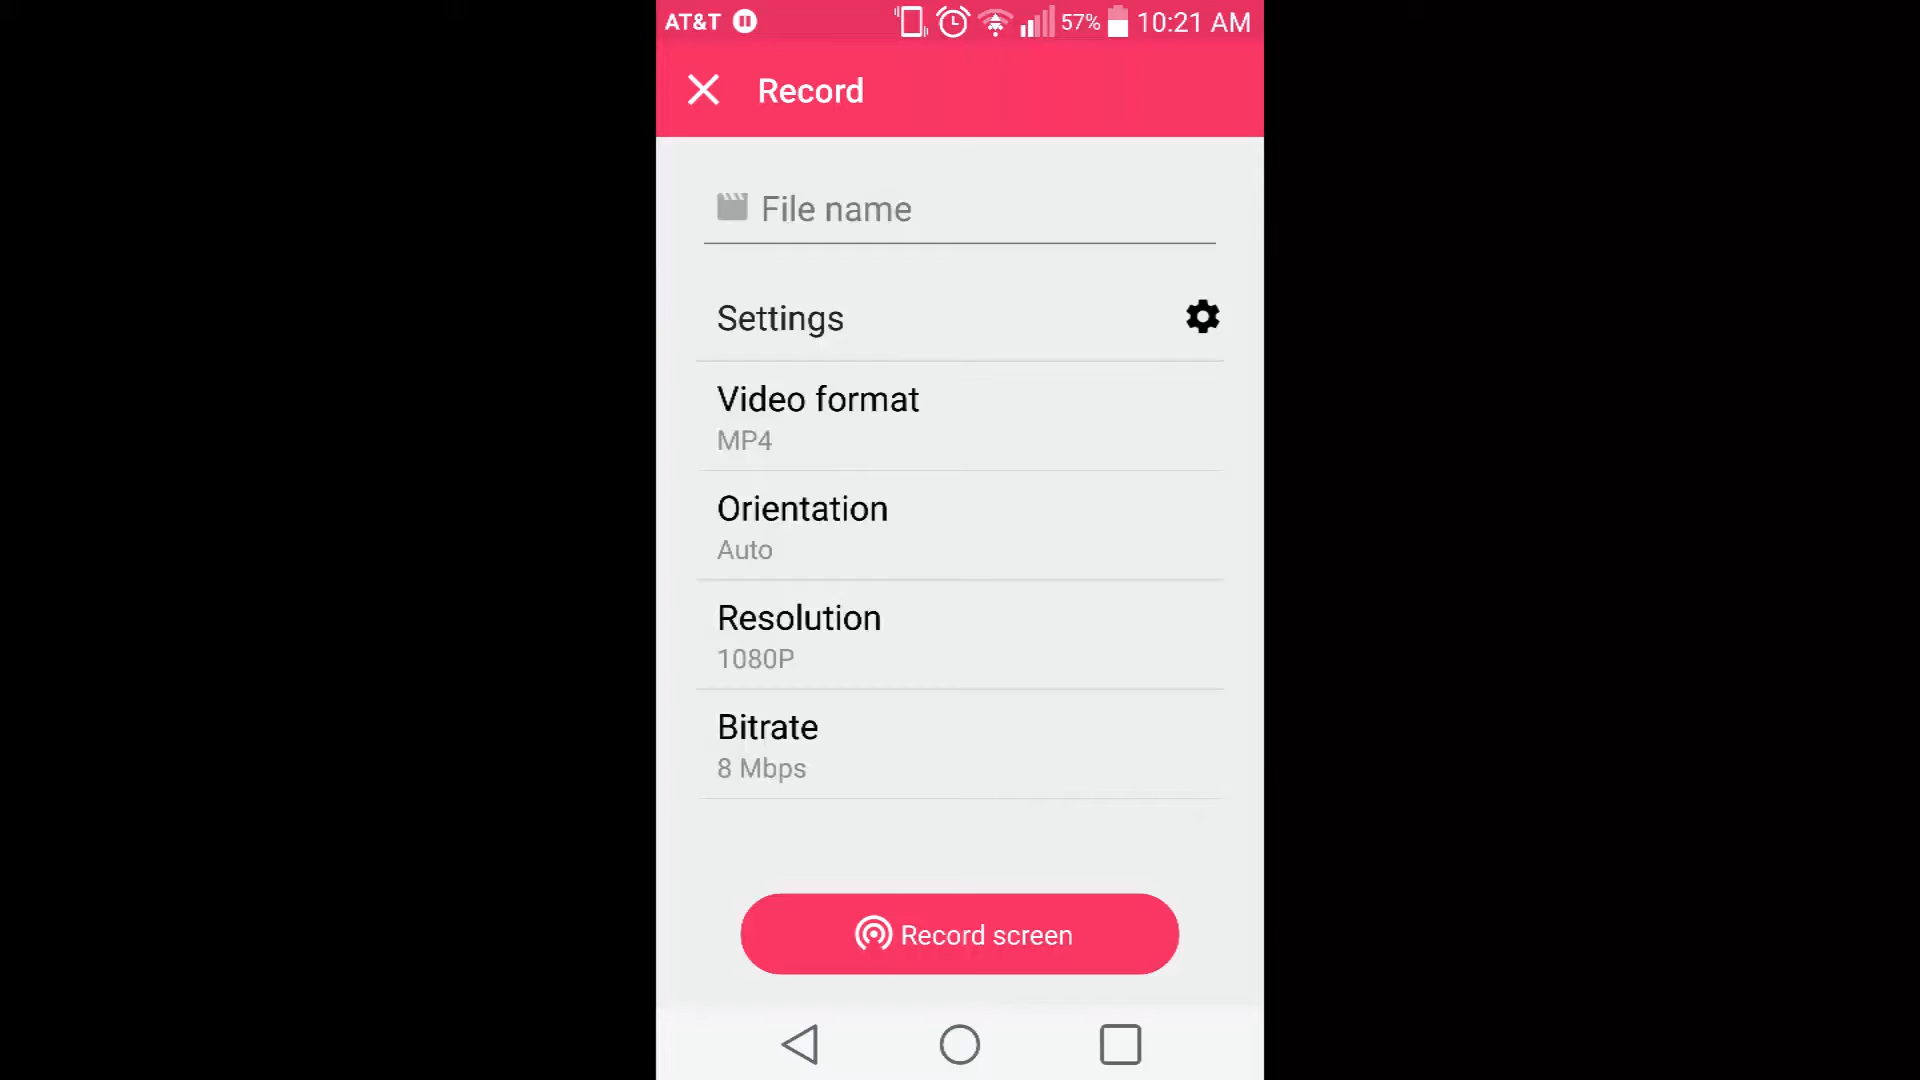 AT&T 57% 10:21 AM
Record
File name
Settings
Video format
MP4
Orientation
Auto
Resolution
1080P
Bitrate
8 Mbps
Record screen